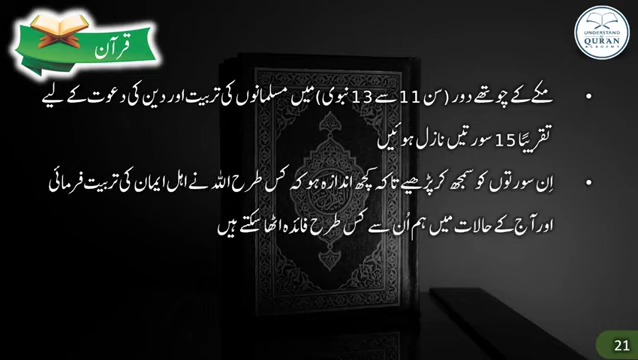 قرآن
UNDERSTAND
QURAN
ACADEMY
• مکے کے چوتھے دور (سن 11 سے 13 نبوی) میں مسلمانوں کی تربیت اور دین کی دعوت کے لیے
تقریبًا 15 سورتیں نازل ہوئیں
• اِن سورتوں کو سمجھ کر پڑھیے تاکہ کچھ اندازہ ہو کہ کس طرح اللہ نے اہل ایمان کی تربیت فرمائی
اور آج کے حالات میں ہم اُن سے کس طرح فائدہ اٹھا سکتے ہیں
21